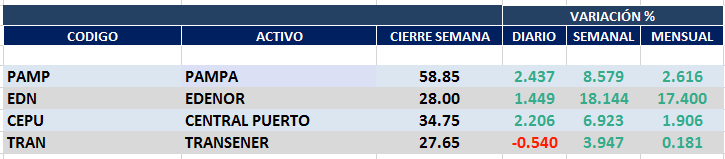 VARIACIÓN %
CODIGO ACTIVO CIERRE SEMANA DIARIO SEMANAL MENSUAL
PAMP PAMPA 58.85 2.437 8.579 2.616
EDN EDENOR 28.00 1.449 18.144 17.400
CEPU CENTRAL PUERTO 34.75 2.206 6.923 1.906
TRAN TRANSENER 27.65 -0.540 3.947 0.181